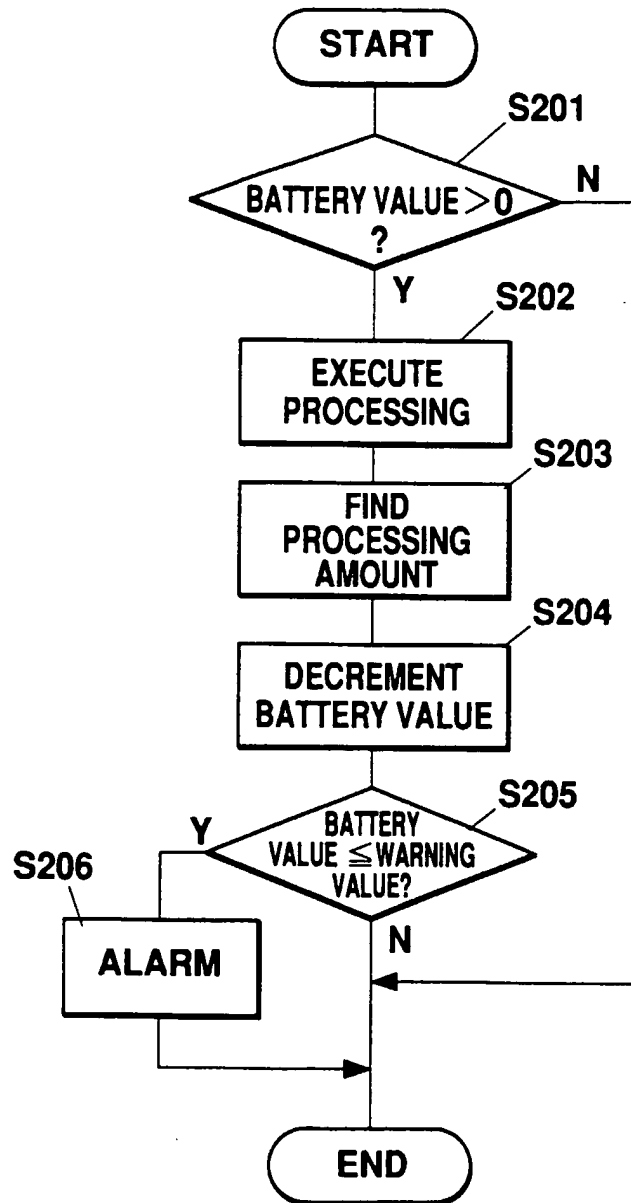 START
S201
BATTERY VALUE >0
?
N
Y
S202
EXECUTE
PROCESSING
S203
FIND
PROCESSING
AMOUNT
S204
DECREMENT
BATTERY VALUE
S205
BATTERY
VALUE ≦ WARNING
VALUE?
Y
N
S206
ALARM
END